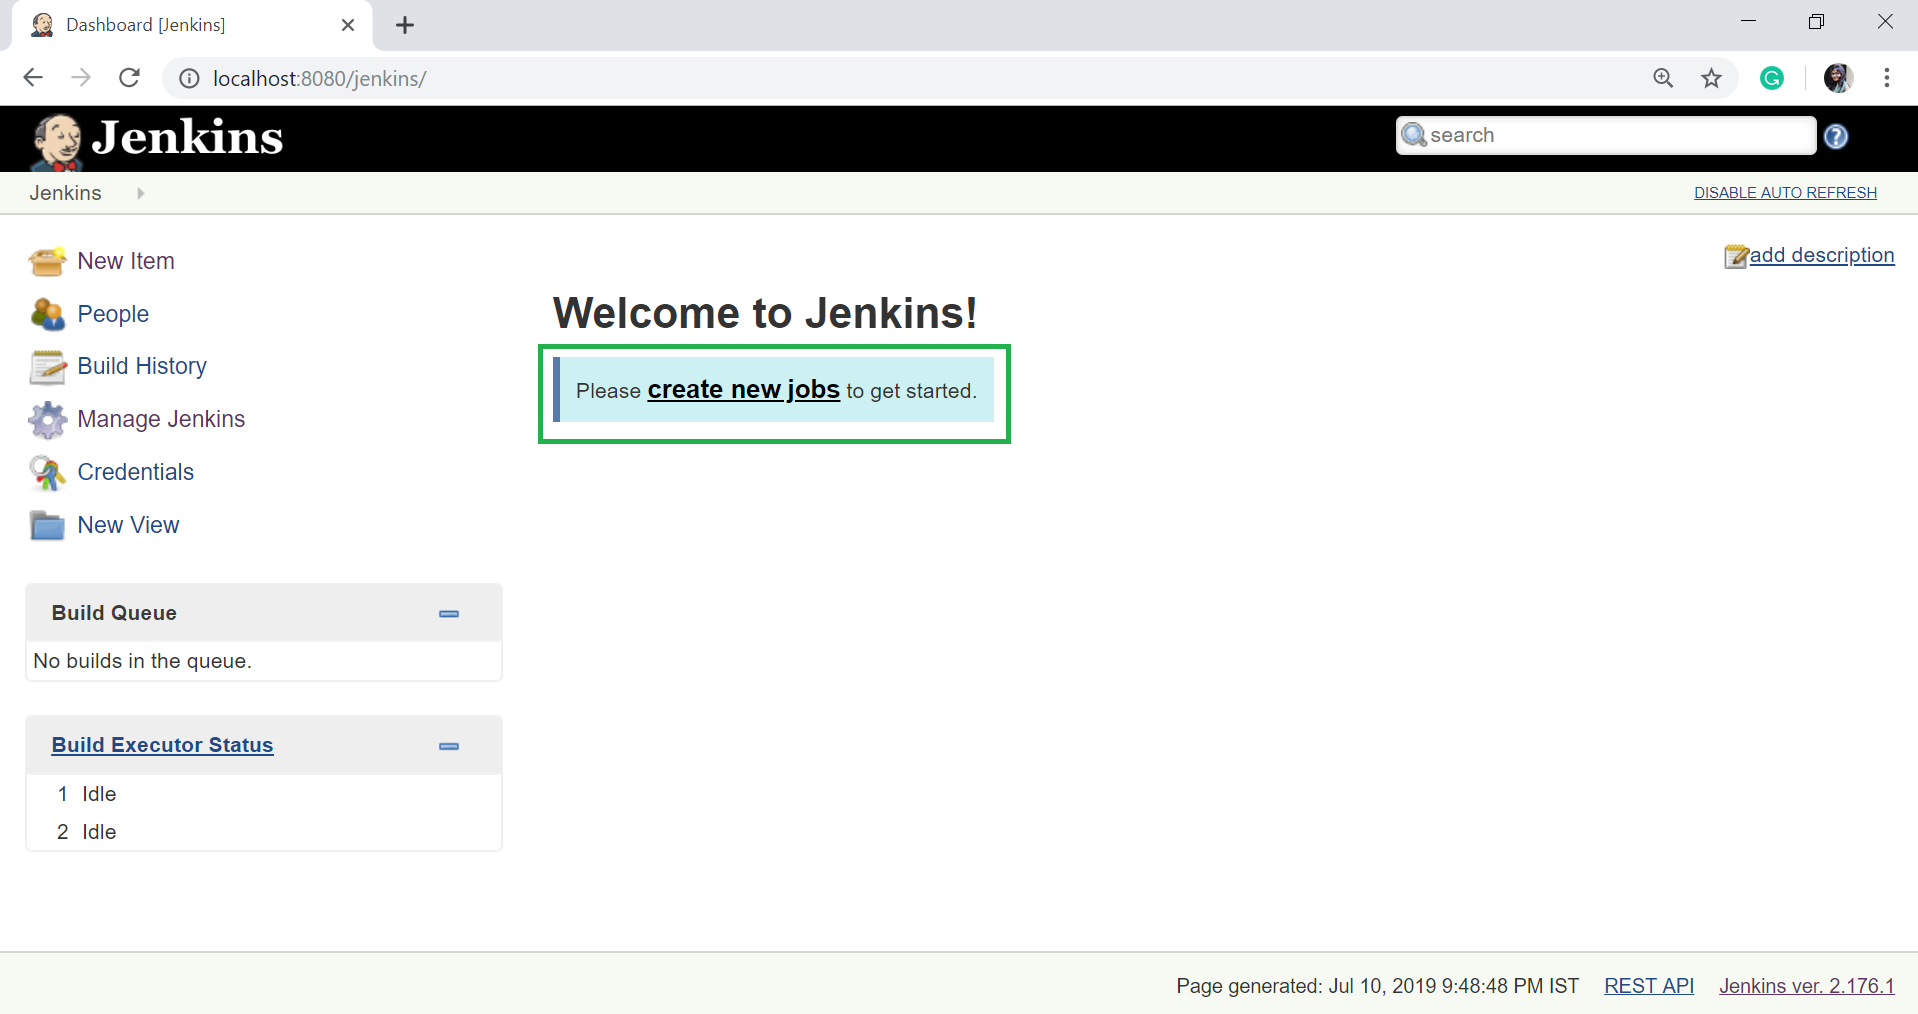 Dashboard [Jenkins]
localhost:8080/jenkins/
Jenkins
search
Jenkins
DISABLE AUTO REFRESH
New Item
People
Build History
Manage Jenkins
Credentials
New View
add description
Welcome to Jenkins!
Please create new jobs to get started.
Build Queue
No builds in the queue.
Build Executor Status
1 Idle
2 Idle
Page generated: Jul 10, 2019 9:48:48 PM IST REST API Jenkins ver. 2.176.1